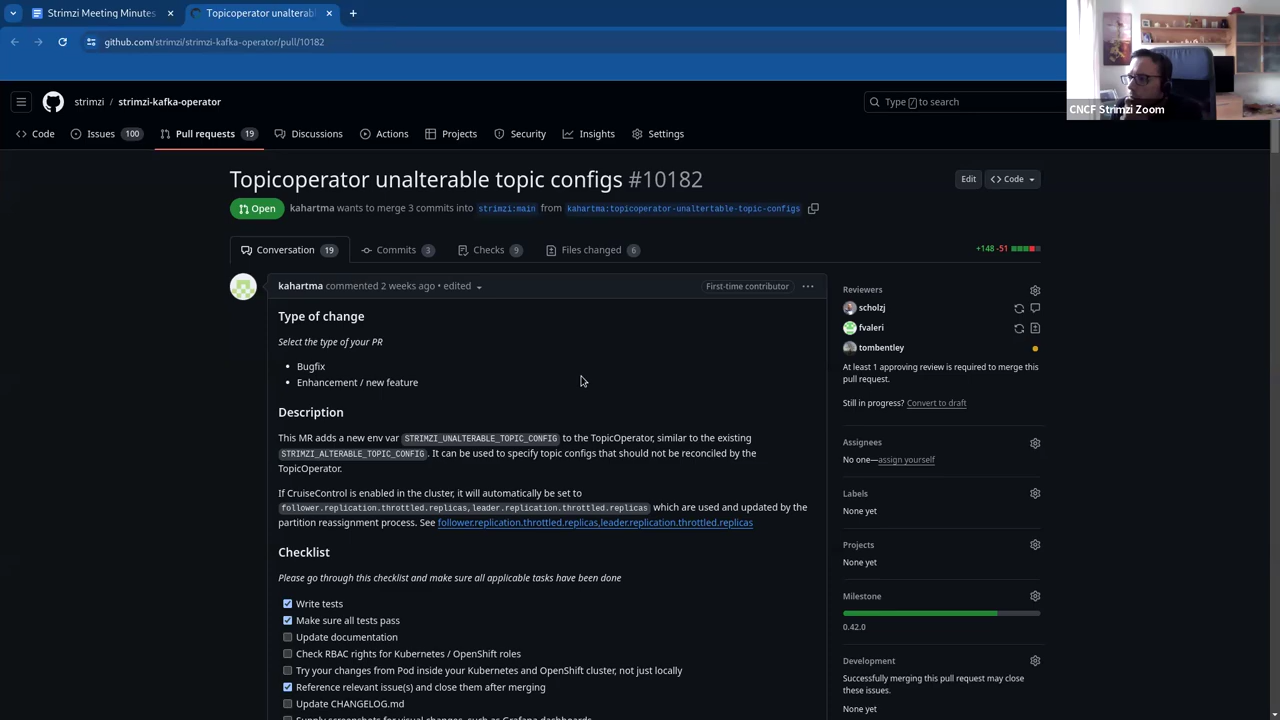 Strimzi Meeting Minutes
Topicoperator unalterable
github.com/strimzi/strimzi-kafka-operator/pull/10182
CNCF Strimzi Zoom
strimzi / strimzi-kafka-operator
Type / to search
Code
Issues 100
Pull requests 19
Discussions
Actions
Projects
Security
Insights
Settings
Topicoperator unalterable topic configs #10182
Edit
<> Code
Open
kahartma wants to merge 3 commits into strimzi:main from kahartma:topicoperator-unaltertable-topic-configs
Conversation 19
Commits 3
Checks 9
Files changed 6
+148 -51
kahartma commented 2 weeks ago • edited
First-time contributor
Type of change
Select the type of your PR
• Bugfix
• Enhancement / new feature
Description
This MR adds a new env var STRIMZI_UNALTERABLE_TOPIC_CONFIG to the TopicOperator, similar to the existing
STRIMZI_ALTERABLE_TOPIC_CONFIG. It can be used to specify topic configs that should not be reconciled by the
TopicOperator.
If CruiseControl is enabled in the cluster, it will automatically be set to
follower.replication.throttled.replicas,leader.replication.throttled.replicas which are used and updated by the
partition reassignment process. See follower.replication.throttled.replicas,leader.replication.throttled.replicas
Checklist
Please go through this checklist and make sure all applicable tasks have been done
Write tests
Make sure all tests pass
Update documentation
Check RBAC rights for Kubernetes / OpenShift roles
Try your changes from Pod inside your Kubernetes and OpenShift cluster, not just locally
Reference relevant issue(s) and close them after merging
Update CHANGELOG.md
Supply screenshots for visual changes, such as Grafana dashboards
Reviewers
scholzj
fvaleri
tombentley
At least 1 approving review is required to merge this
pull request.
Still in progress? Convert to draft
Assignees
No one—assign yourself
Labels
None yet
Projects
None yet
Milestone
0.42.0
Development
Successfully merging this pull request may close
these issues.
None yet